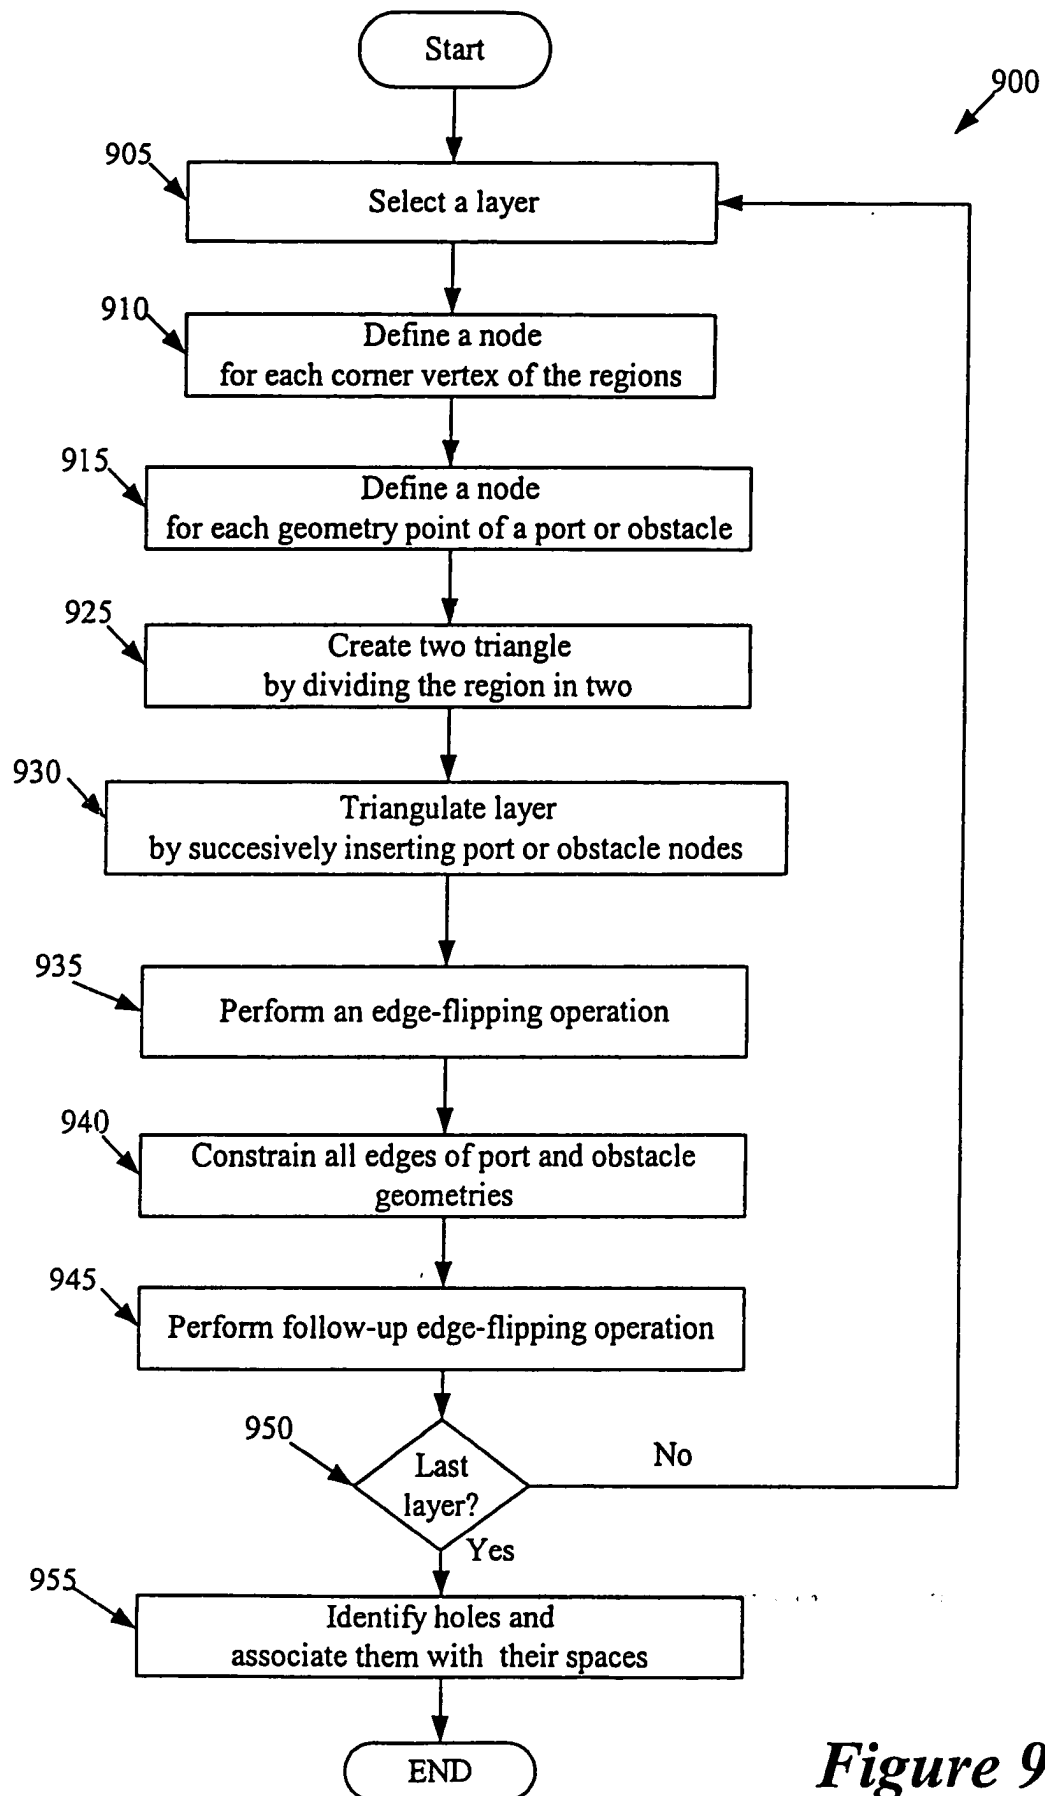 Start
900
905
Select a layer
910
Define a node
for each corner vertex of the regions
915
Define a node
for each geometry point of a port or obstacle
925
Create two triangle
by dividing the region in two
930
Triangulate layer
by succesively inserting port or obstacle nodes
935
Perform an edge-flipping operation
940
Constrain all edges of port and obstacle
geometries
945
Perform follow-up edge-flipping operation
950
Last
layer?
No
Yes
955
Identify holes and
associate them with their spaces
END
Figure 9